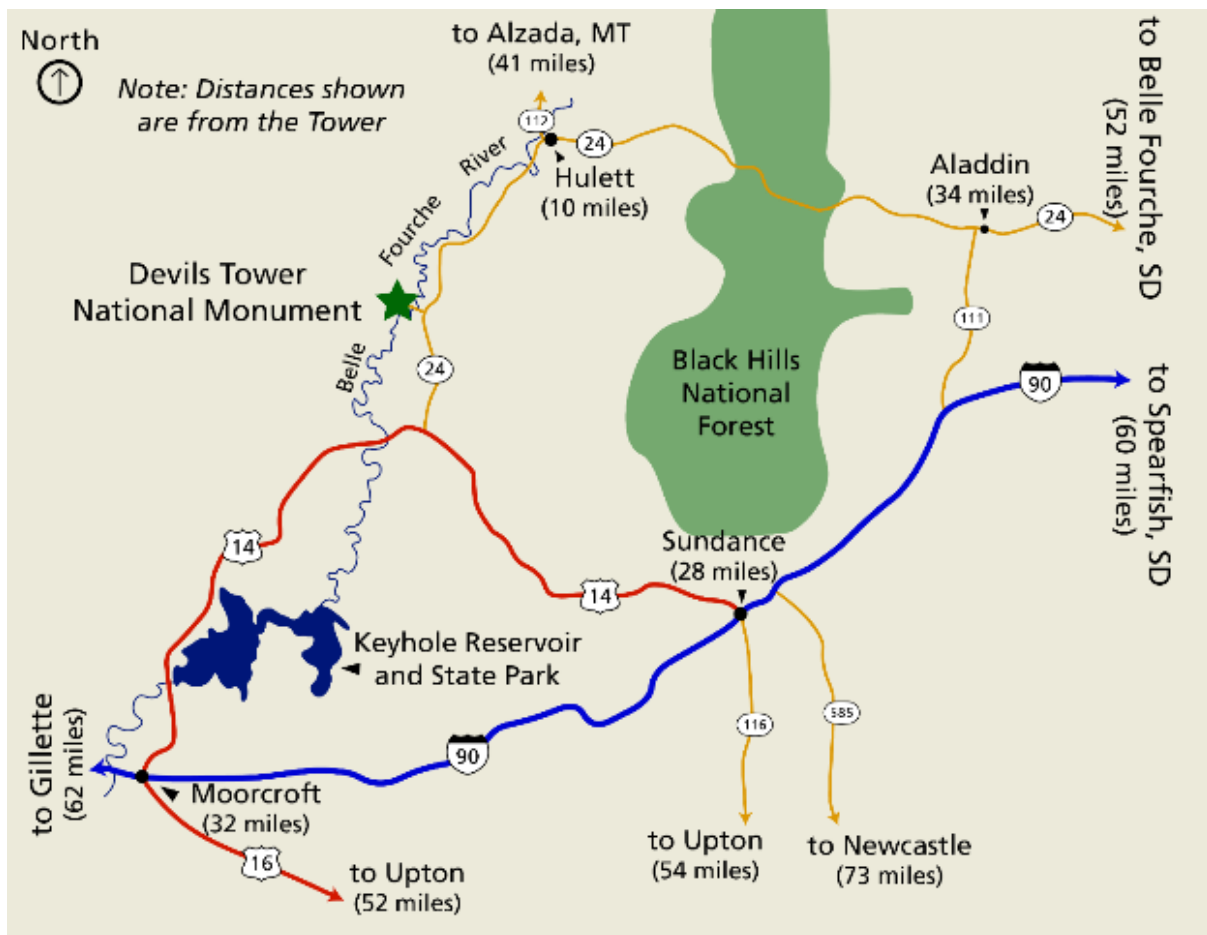 North
Note: Distances shown
are from the Tower
to Alzada, MT
(41 miles)
112
24
Hulett
(10 miles)
Aladdin
(34 miles)
24
to Belle Fourche, SD
(52 miles)
Belle
Fourche
River
Devils Tower
National Monument
24
111
Black Hills
National
Forest
90
to Spearfish, SD
(60 miles)
14
14
Sundance
(28 miles)
Keyhole Reservoir
and State Park
116
585
90
to Gillette
(62 miles)
Moorcroft
(32 miles)
16
to Upton
(52 miles)
to Upton
(54 miles)
to Newcastle
(73 miles)